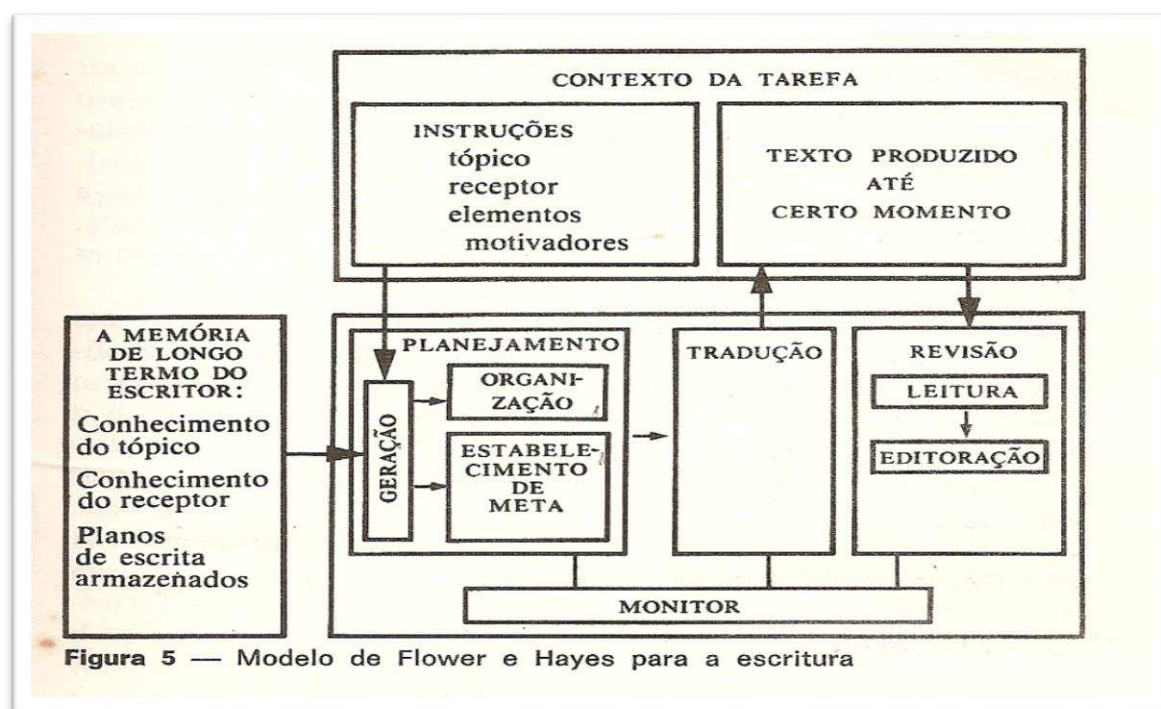 CONTEXTO DA TAREFA
INSTRUÇÕES
tópico
receptor
elementos
motivadores
TEXTO PRODUZIDO
ATÉ
CERTO MOMENTO
A MEMÓRIA
DE LONGO
TERMO DO
ESCRITOR:
Conhecimento
do tópico
Conhecimento
do receptor
Planos
de escrita
armazenados
PLANEJAMENTO
GERAÇÃO
ORGANI-
ZAÇÃO
ESTABELE-
CIMENTO
DE
META
TRADUÇÃO
REVISÃO
LEITURA
EDITORAÇÃO
MONITOR
Figura 5 — Modelo de Flower e Hayes para a escritura